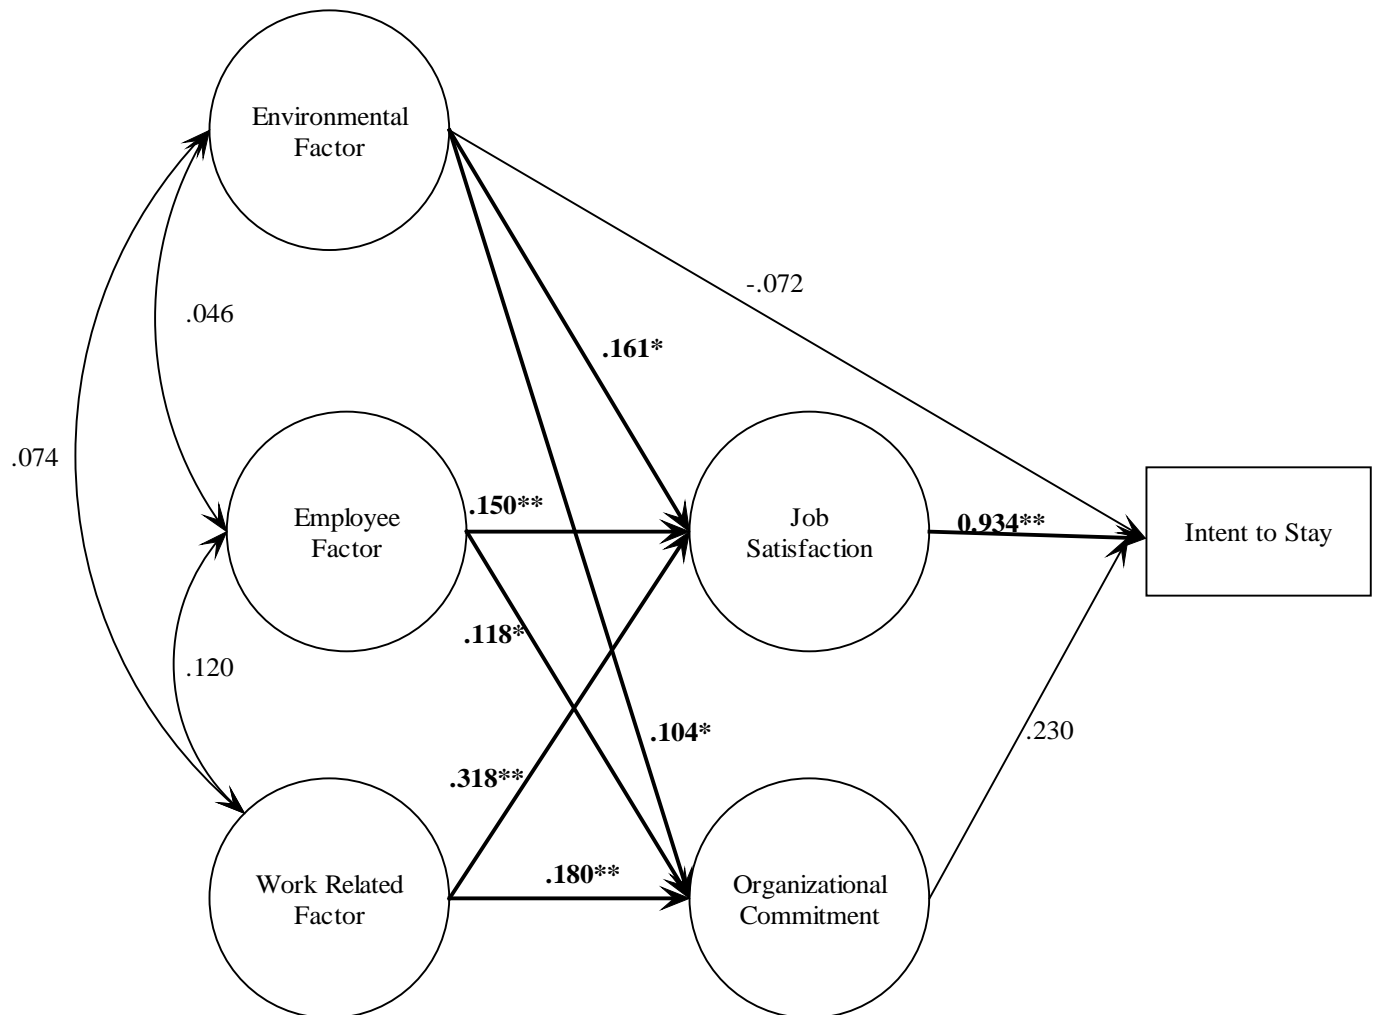 Environmental
Factor
-.072
.046
.161*
.074
Employee
Factor
.150**
Job
Satisfaction
0.934**
Intent to Stay
.118*
.120
.104*
.230
.318**
.180**
Work Related
Factor
Organizational
Commitment